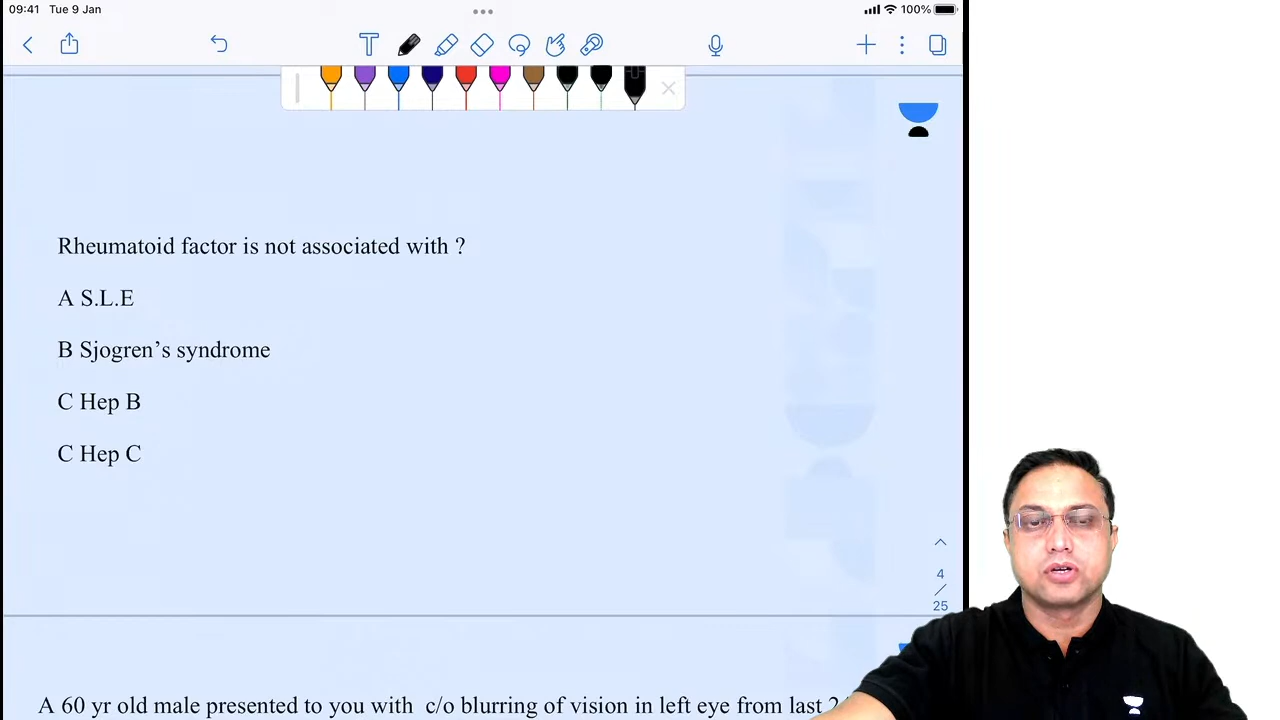 09:41 Tue 9 Jan
100%
T
Rheumatoid factor is not associated with ?
A S.L.E
B Sjogren’s syndrome
C Hep B
C Hep C
4
/
25
A 60 yr old male presented to you with c/o blurring of vision in left eye from last 2